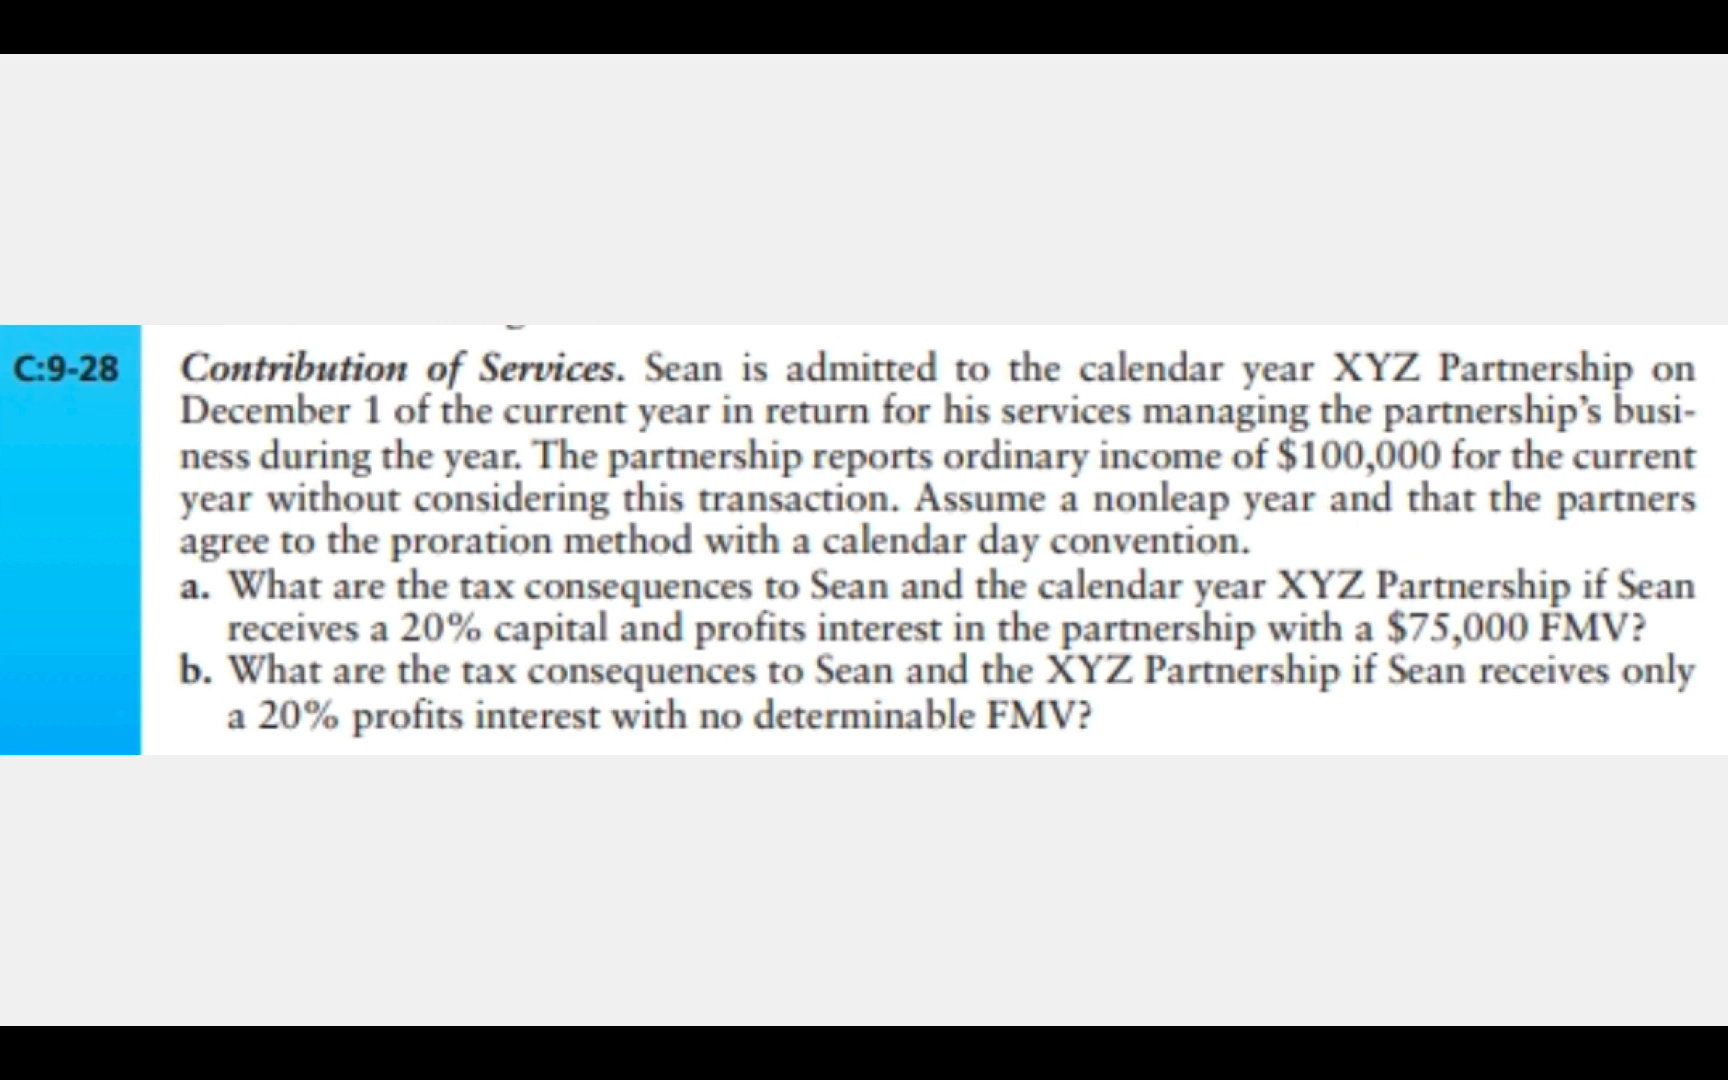 C:9-28 Contribution of Services. Sean is admitted to the calendar year XYZ Partnership on
December 1 of the current year in return for his services managing the partnership's busi-
ness during the year. The partnership reports ordinary income of $100,000 for the current
year without considering this transaction. Assume a nonleap year and that the partners
agree to the proration method with a calendar day convention.
a. What are the tax consequences to Sean and the calendar year XYZ Partnership if Sean
receives a 20% capital and profits interest in the partnership with a $75,000 FMV?
b. What are the tax consequences to Sean and the XYZ Partnership if Sean receives only
a 20% profits interest with no determinable FMV?